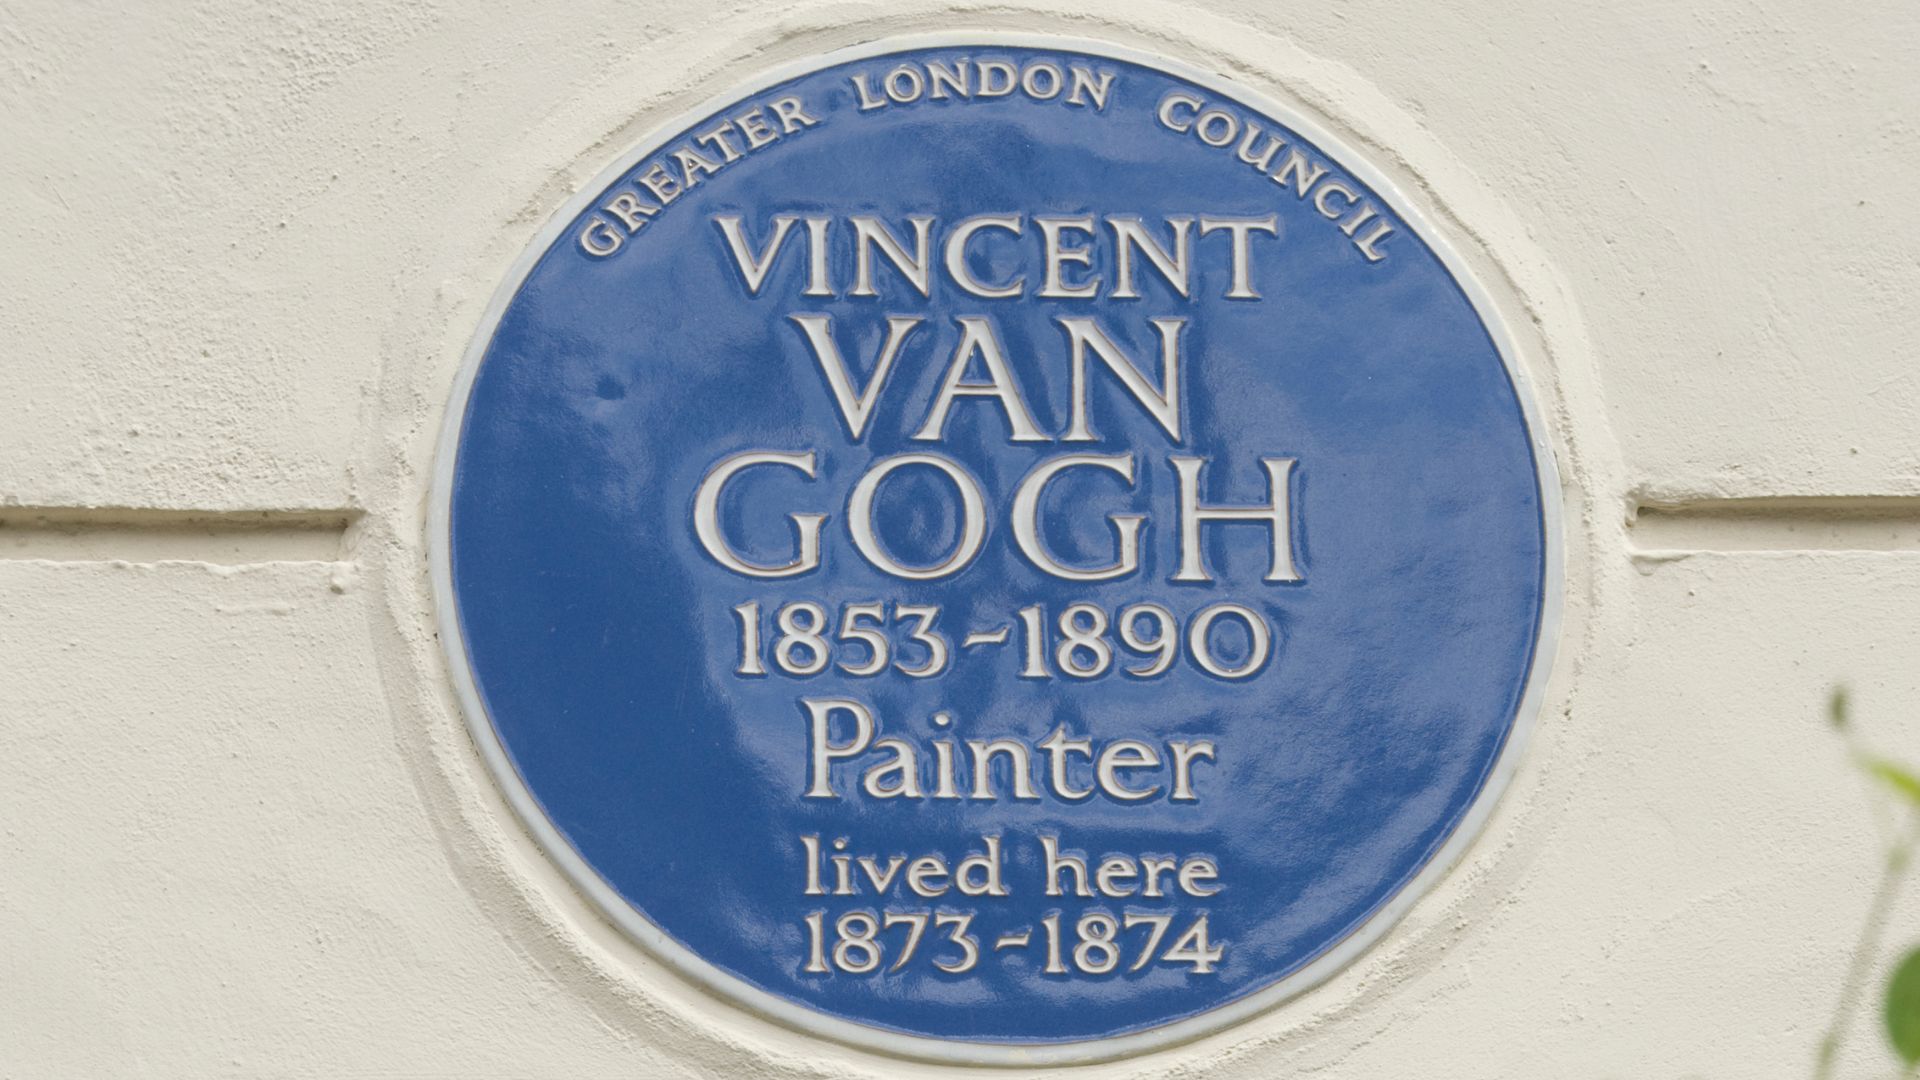 GREATER LONDON COUNCIL
VINCENT
VAN
GOGH
1853-1890
Painter
lived here
1873-1874